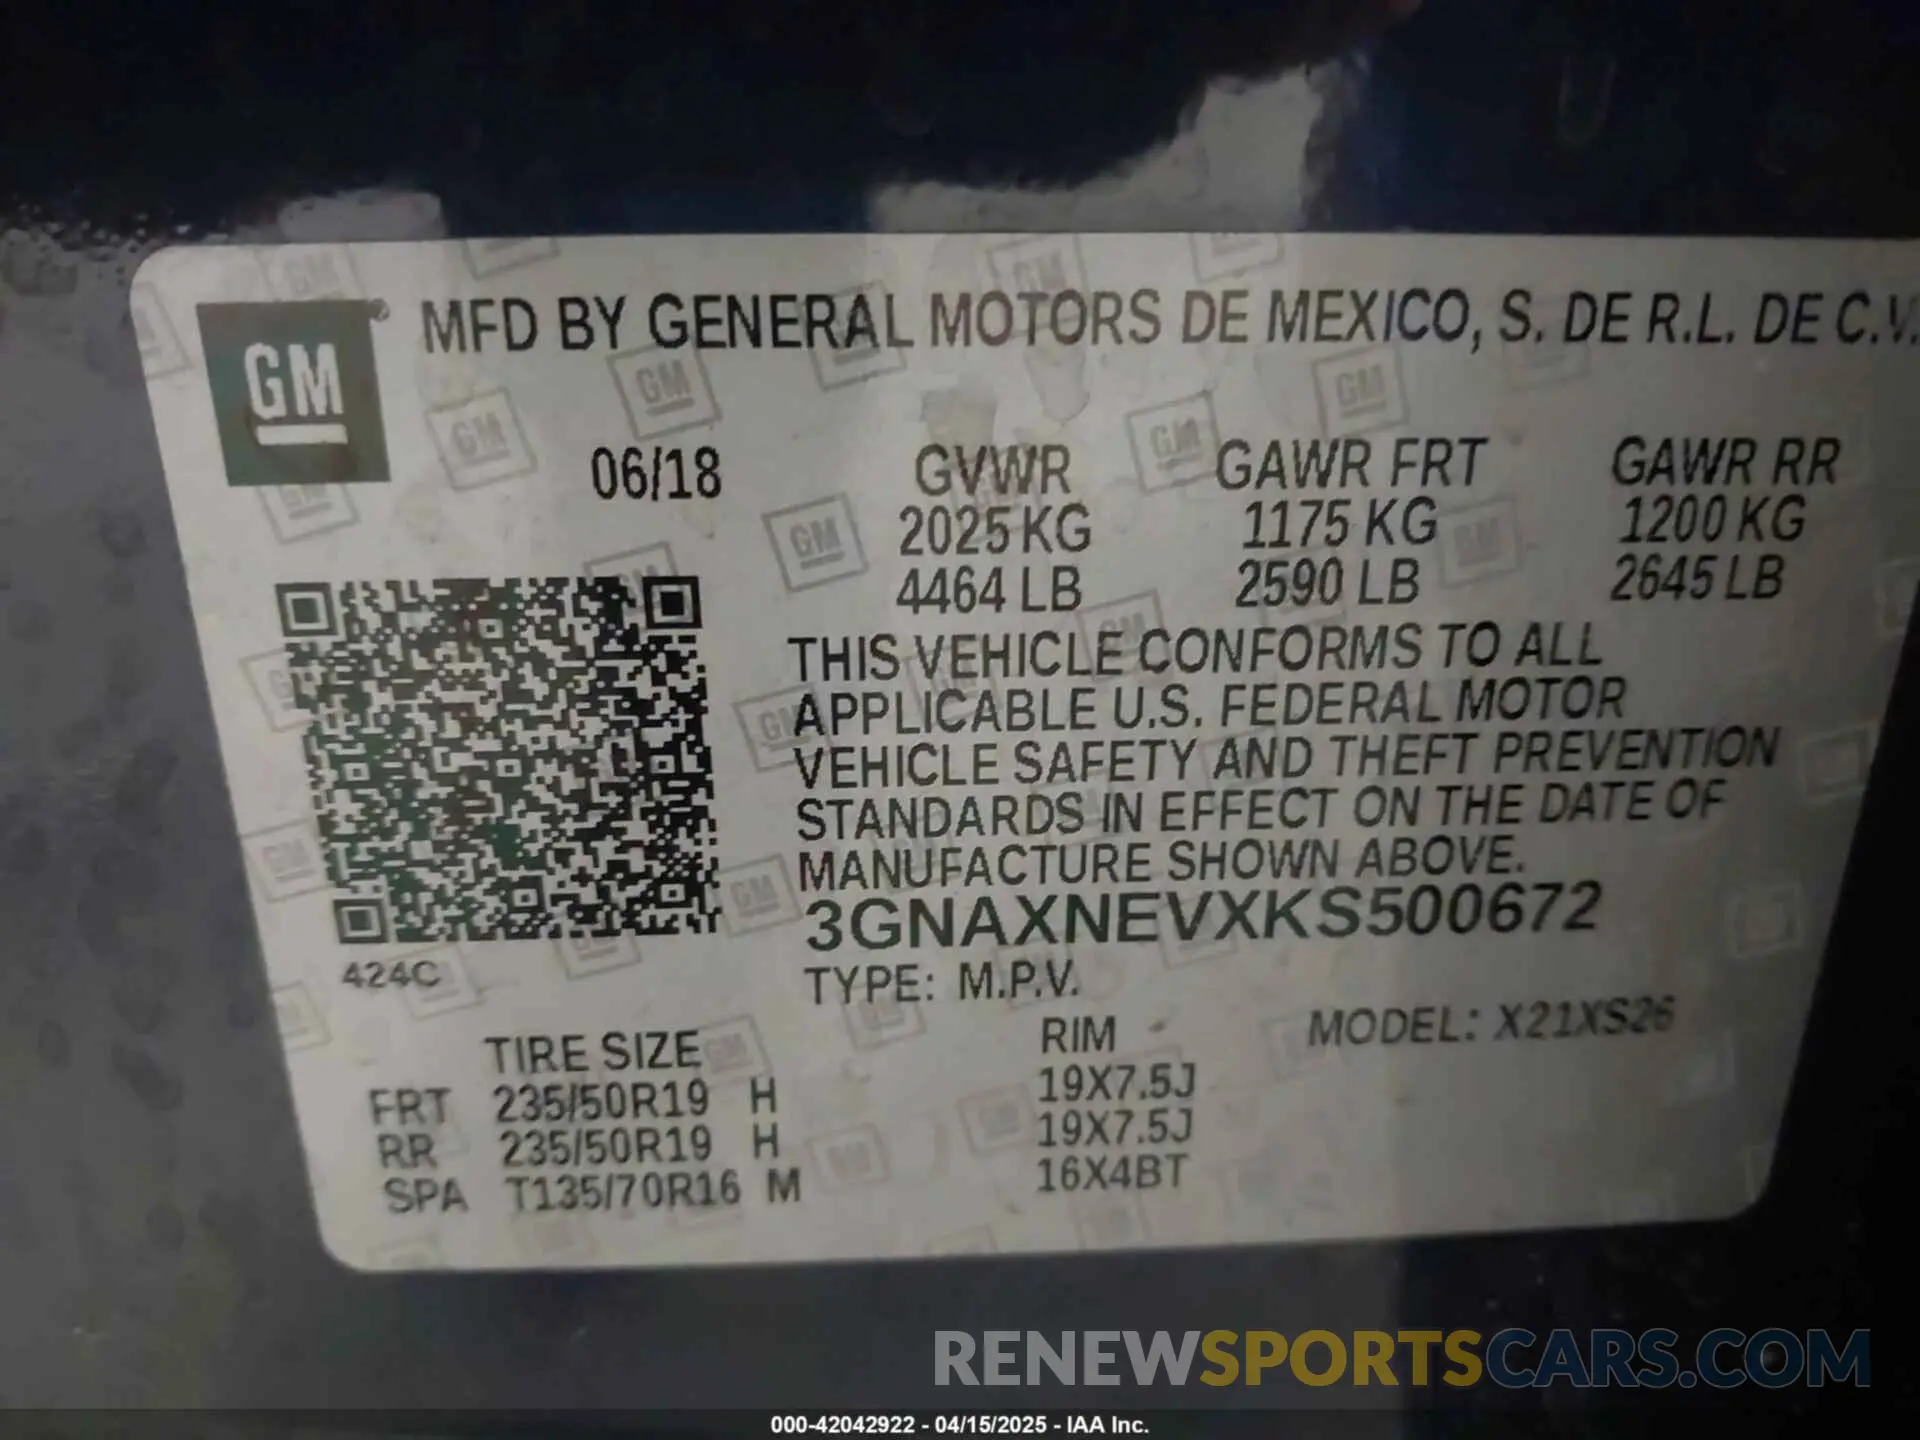 GM
MFD BY GENERAL MOTORS DE MEXICO, S. DE R.L. DE C.V.
06/18 GVWR GAWR FRT GAWR RR
2025 KG 1175 KG 1200 KG
4464 LB 2590 LB 2645 LB
THIS VEHICLE CONFORMS TO ALL
APPLICABLE U.S. FEDERAL MOTOR
VEHICLE SAFETY AND THEFT PREVENTION
STANDARDS IN EFFECT ON THE DATE OF
MANUFACTURE SHOWN ABOVE.
3GNAXNEVXKS500672
424C
TYPE: M.P.V.
MODEL: X21XS26
TIRE SIZE RIM
FRT 235/50R19 H 19X7.5J
RR 235/50R19 H 19X7.5J
SPA T135/70R16 M 16X4BT
RENEWSPORTSCARS.COM
000-42042922 - 04/15/2025 - IAA Inc.